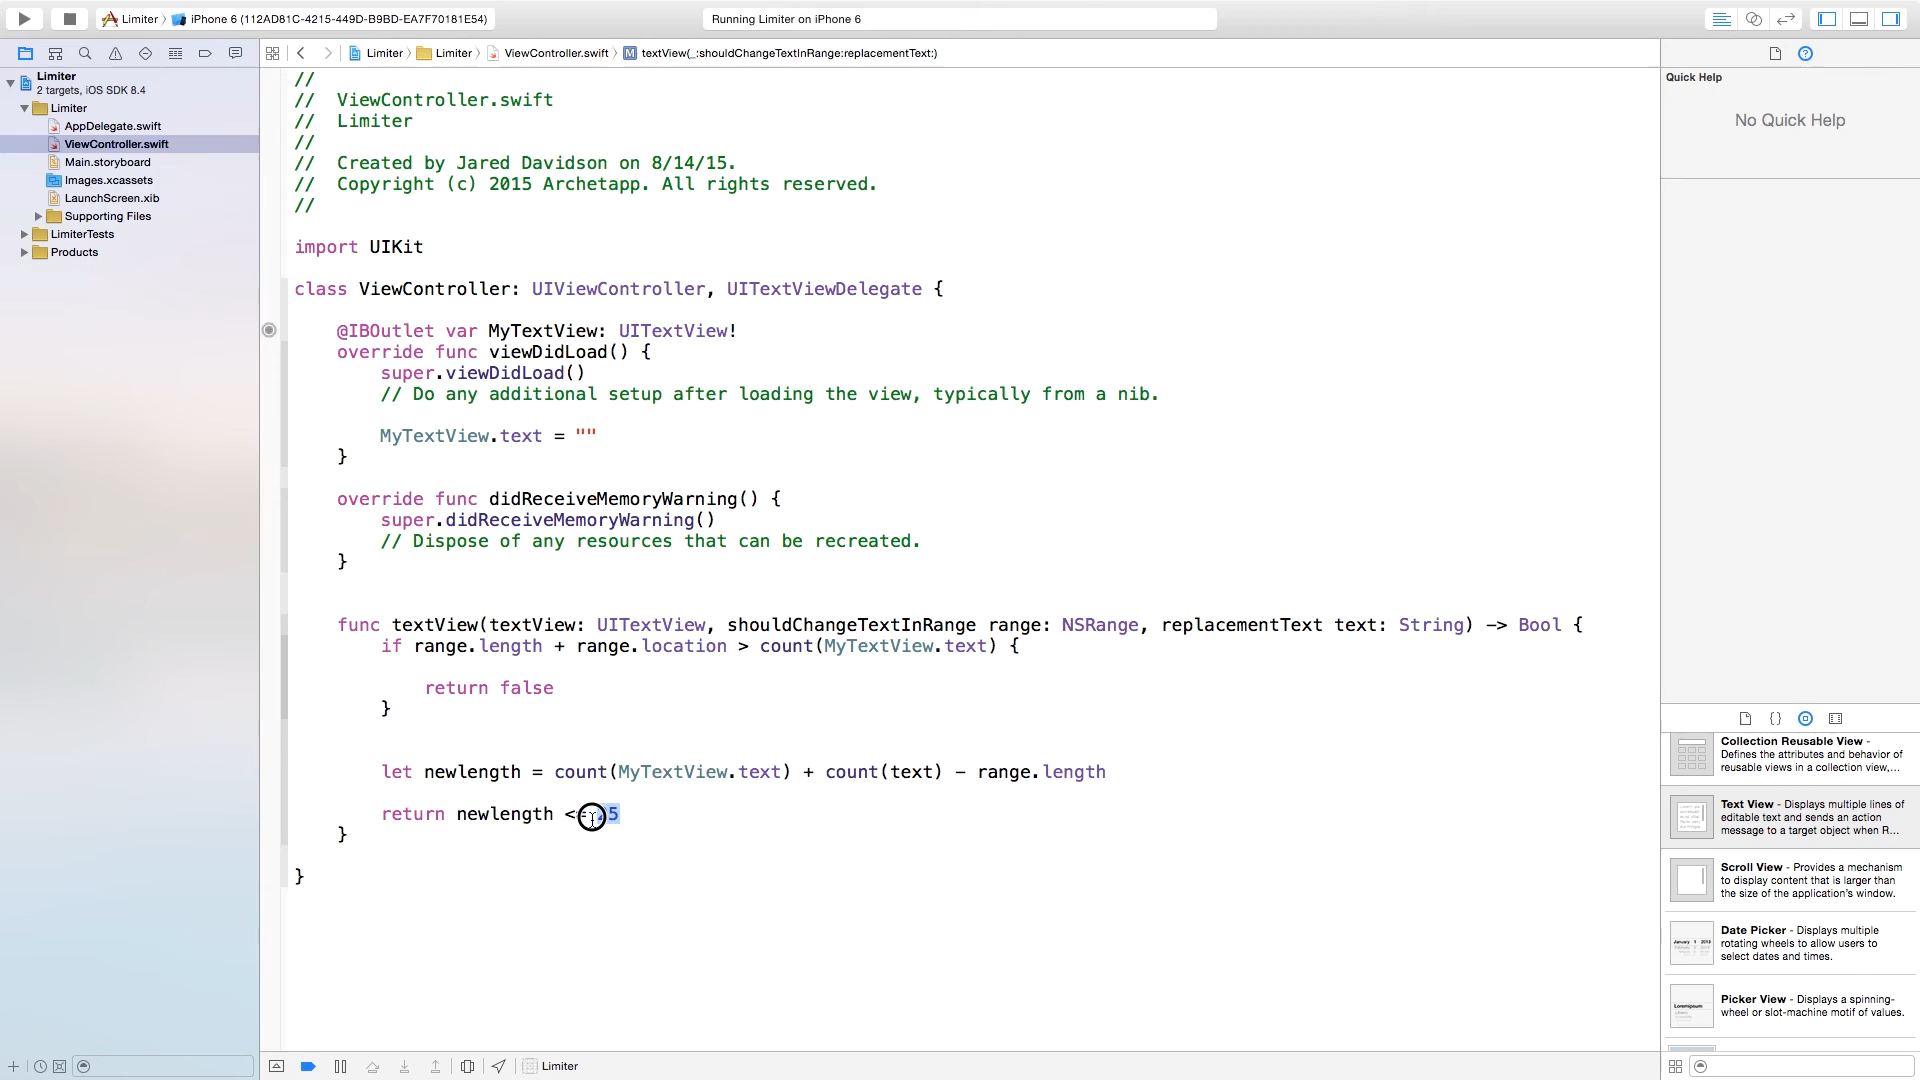 Limiter
iPhone 6 (112AD81C-4215-449D-B9BD-EA7F70181E54)
Running Limiter on iPhone 6
Limiter
Limiter
ViewController.swift
M
textView(_:shouldChangeTextInRange:replacementText:)
Limiter
2 targets, iOS SDK 8.4
Limiter
AppDelegate.swift
ViewController.swift
Main.storyboard
Images.xcassets
LaunchScreen.xib
Supporting Files
LimiterTests
Products
//
// ViewController.swift
// Limiter
//
// Created by Jared Davidson on 8/14/15.
// Copyright (c) 2015 Archetapp. All rights reserved.
//
import UIKit
class ViewController: UIViewController, UITextViewDelegate {
@IBOutlet var MyTextView: UITextView!
override func viewDidLoad() {
super.viewDidLoad()
// Do any additional setup after loading the view, typically from a nib.
MyTextView.text = ""
}
override func didReceiveMemoryWarning() {
super.didReceiveMemoryWarning()
// Dispose of any resources that can be recreated.
}
func textView(textView: UITextView, shouldChangeTextInRange range: NSRange, replacementText text: String) -> Bool {
if range.length + range.location > count(MyTextView.text) {
return false
}
let newlength = count(MyTextView.text) + count(text) - range.length
return newlength <=
}
}
Limiter
Quick Help
No Quick Help
{}
Collection Reusable View -
Defines the attributes and behavior of
reusable views in a collection view,...
Text View - Displays multiple lines of
editable text and sends an action
message to a target object when R...
Scroll View - Provides a mechanism
to display content that is larger than
the size of the application's window.
Date Picker - Displays multiple
rotating wheels to allow users to
select dates and times.
Picker View - Displays a spinning-
wheel or slot-machine motif of values.